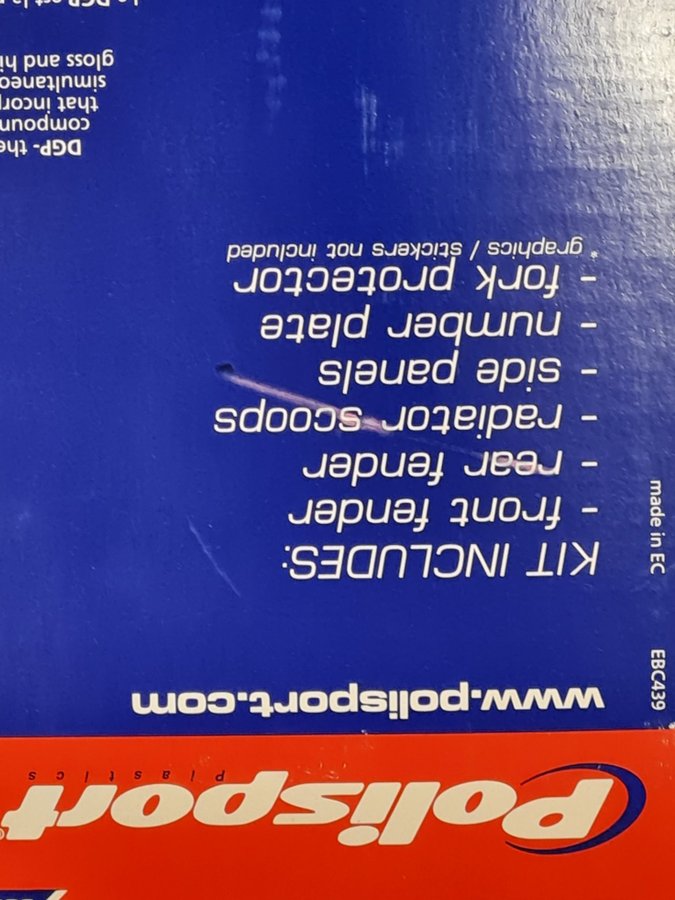 Polisport
plastics
www.polisport.com
KIT INCLUDES:
- front fender
- rear fender
- radiator scoops
- side panels
- number plate
- fork protector
* graphics / stickers not included
EBC439
made in EC
DGP- the
compoun
that incorp
simultaneo
gloss and hi